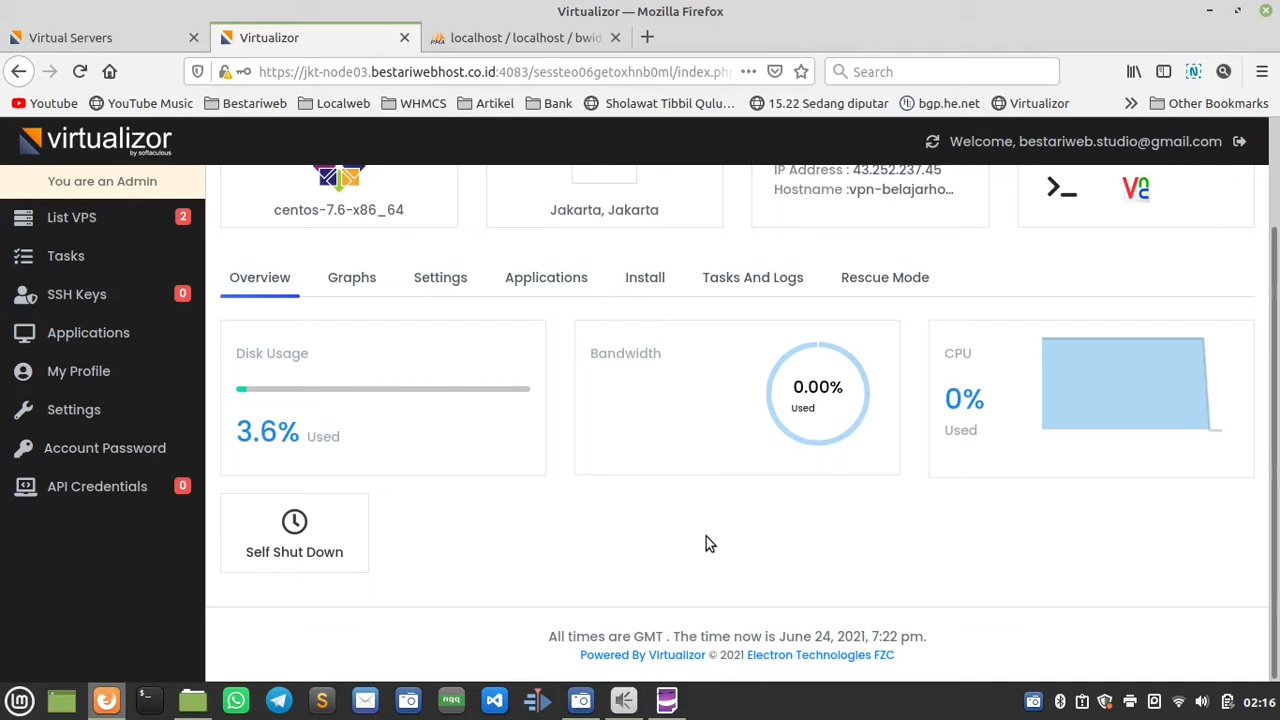 Virtualizor — Mozilla Firefox
Virtual Servers
Virtualizor
localhost / localhost / bwid
https://jkt-node03.bestariwebhost.co.id:4083/sessteo06getoxhnb0ml/index.php
Search
Youtube
YouTube Music
Bestariweb
Localweb
WHMCS
Artikel
Bank
Sholawat Tibbil Qulu...
15.22 Sedang diputar
bgp.he.net
Virtualizor
Other Bookmarks
virtualizor
by softaculous
Welcome, bestariweb.studio@gmail.com
You are an Admin
List VPS 2
Tasks
SSH Keys 0
Applications
My Profile
Settings
Account Password
API Credentials 0
centos-7.6-x86_64
Jakarta, Jakarta
IP Address : 43.252.237.45
Hostname :vpn-belajarho...
Overview
Graphs
Settings
Applications
Install
Tasks And Logs
Rescue Mode
Disk Usage
3.6% Used
Bandwidth
0.00%
Used
CPU
0%
Used
Self Shut Down
All times are GMT . The time now is June 24, 2021, 7:22 pm.
Powered By Virtualizor © 2021 Electron Technologies FZC
nqq
02:16